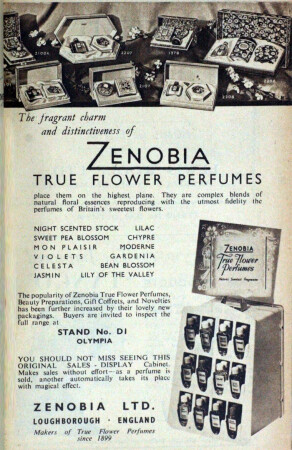 The fragrant charm
and distinctiveness of
ZENOBIA
TRUE FLOWER PERFUMES
place them on the highest plane. They are complex blends of
natural floral essences reproducing with the utmost fidelity the
perfumes of Britain's sweetest flowers.
NIGHT SCENTED STOCK LILAC
SWEET PEA BLOSSOM CHYPRE
MON PLAISIR MODERNE
VIOLETS GARDENIA
CELESTA BEAN BLOSSOM
JASMIN LILY OF THE VALLEY
ZENOBIA
True Flower
Perfumes
The popularity of Zenobia True Flower Perfumes,
Beauty Preparations, Gift Coffrets, and Novelties
has been further increased by their lovely new
packagings. Buyers are invited to inspect the
full range at
STAND No. D1
OLYMPIA
YOU SHOULD NOT MISS SEEING THIS
ORIGINAL SALES - DISPLAY Cabinet.
Makes sales without effort—as a perfume is
sold, another automatically takes its place
with magical effect.
ZENOBIA LTD.
LOUGHBOROUGH · ENGLAND
Makers of True Flower Perfumes
since 1899